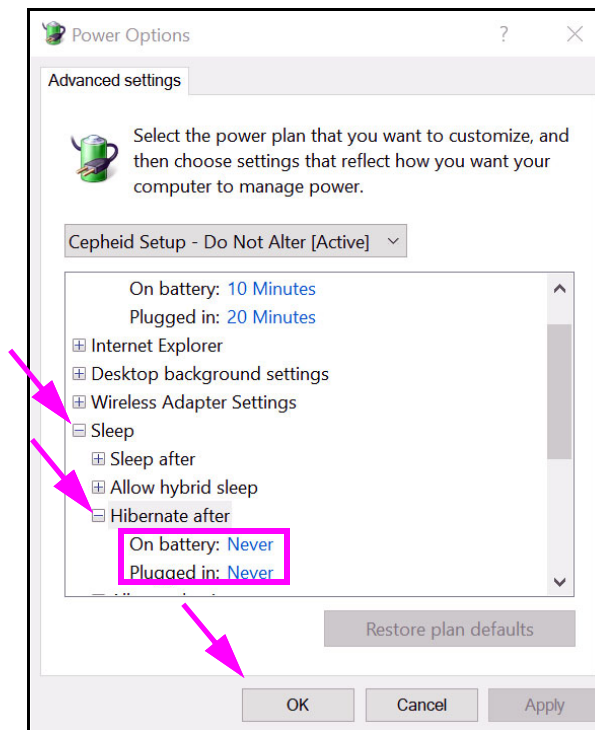 Power Options
?
Advanced settings
Select the power plan that you want to customize, and
then choose settings that reflect how you want your
computer to manage power.
Cepheid Setup - Do Not Alter [Active]
On battery: 10 Minutes
Plugged in: 20 Minutes
Internet Explorer
Desktop background settings
Wireless Adapter Settings
Sleep
Sleep after
Allow hybrid sleep
Hibernate after
On battery: Never
Plugged in: Never
Restore plan defaults
OK Cancel Apply